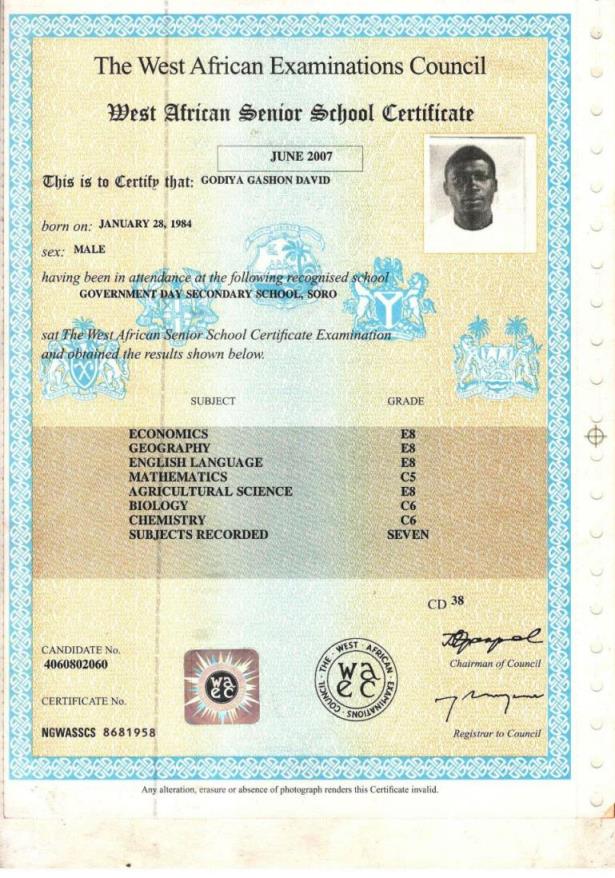 The West African Examinations Council
West African Senior School Certificate
JUNE 2007
This is to Certify that: GODIYA GASHON DAVID
born on: JANUARY 28, 1984
sex: MALE
having been in attendance at the following recognised school
GOVERNMENT DAY SECONDARY SCHOOL, SORO
sat The West African Senior School Certificate Examination
and obtained the results shown below.
SUBJECT GRADE
ECONOMICS E8
GEOGRAPHY E8
ENGLISH LANGUAGE E8
MATHEMATICS C5
AGRICULTURAL SCIENCE E8
BIOLOGY C6
CHEMISTRY C6
SUBJECTS RECORDED SEVEN
CD 38
CANDIDATE No.
4060802060
Chairman of Council
CERTIFICATE No.
NGWASSCS 8681958
Registrar to Council
waec
THE · WEST · AFRICAN · EXAMINATIONS · COUNCIL
waec
Any alteration, erasure or absence of photograph renders this Certificate invalid.